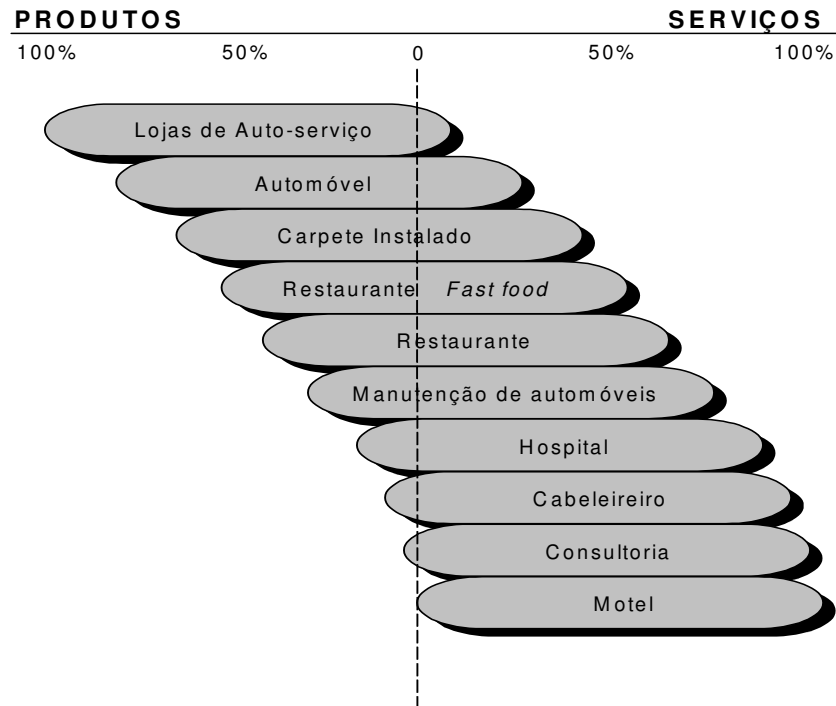 PRODUTOS SERVIÇOS
100% 50% 0 50% 100%
Lojas de Auto-serviço
Automóvel
Carpete Instalado
Restaurante Fast food
Restaurante
Manutenção de automóveis
Hospital
Cabeleireiro
Consultoria
Motel